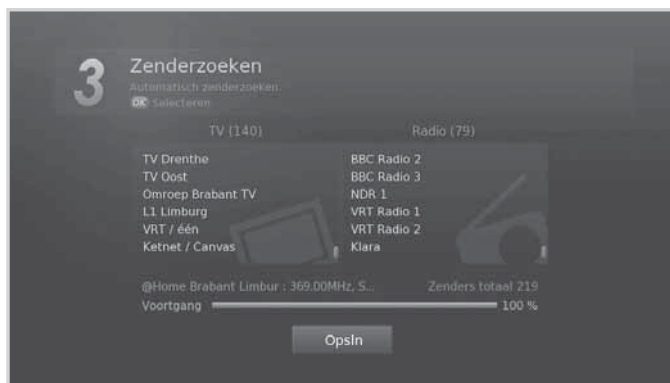 3
Zenderzoeken
Automatisch zenderzoeken.
OK Selecteren
TV (140)
Radio (79)
TV Drenthe
TV Oost
Omroep Brabant TV
L1 Limburg
VRT / één
Ketnet / Canvas
BBC Radio 2
BBC Radio 3
NDR 1
VRT Radio 1
VRT Radio 2
Klara
@Home Brabant Limbur : 369.00MHz, S...
Zenders totaal 219
Voortgang 100 %
Opsln